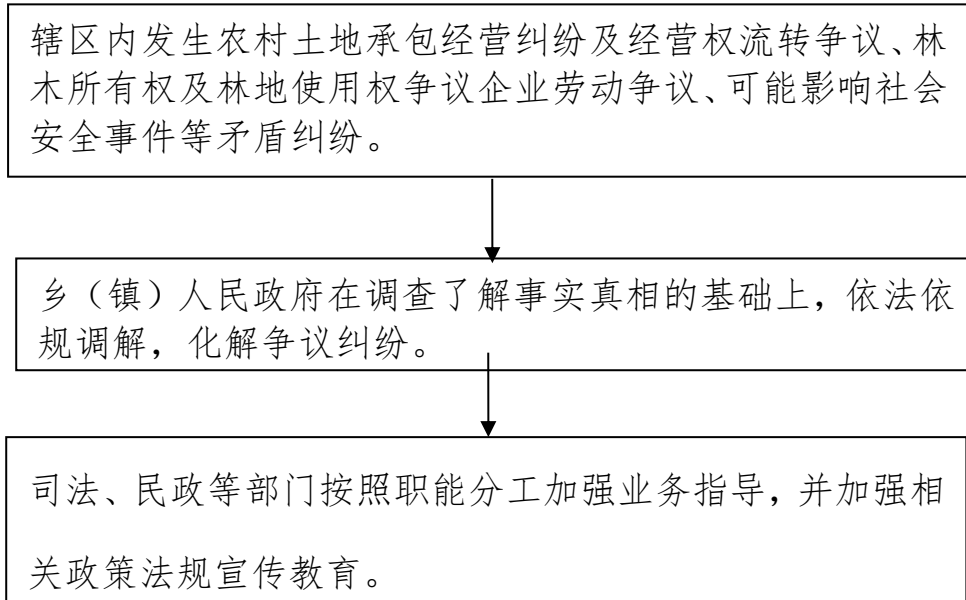 辖区内发生农村土地承包经营纠纷及经营权流转争议、林
木所有权及林地使用权争议企业劳动争议、可能影响社会
安全事件等矛盾纠纷。
乡（镇）人民政府在调查了解事实真相的基础上，依法依
规调解，化解争议纠纷。
司法、民政等部门按照职能分工加强业务指导，并加强相
关政策法规宣传教育。